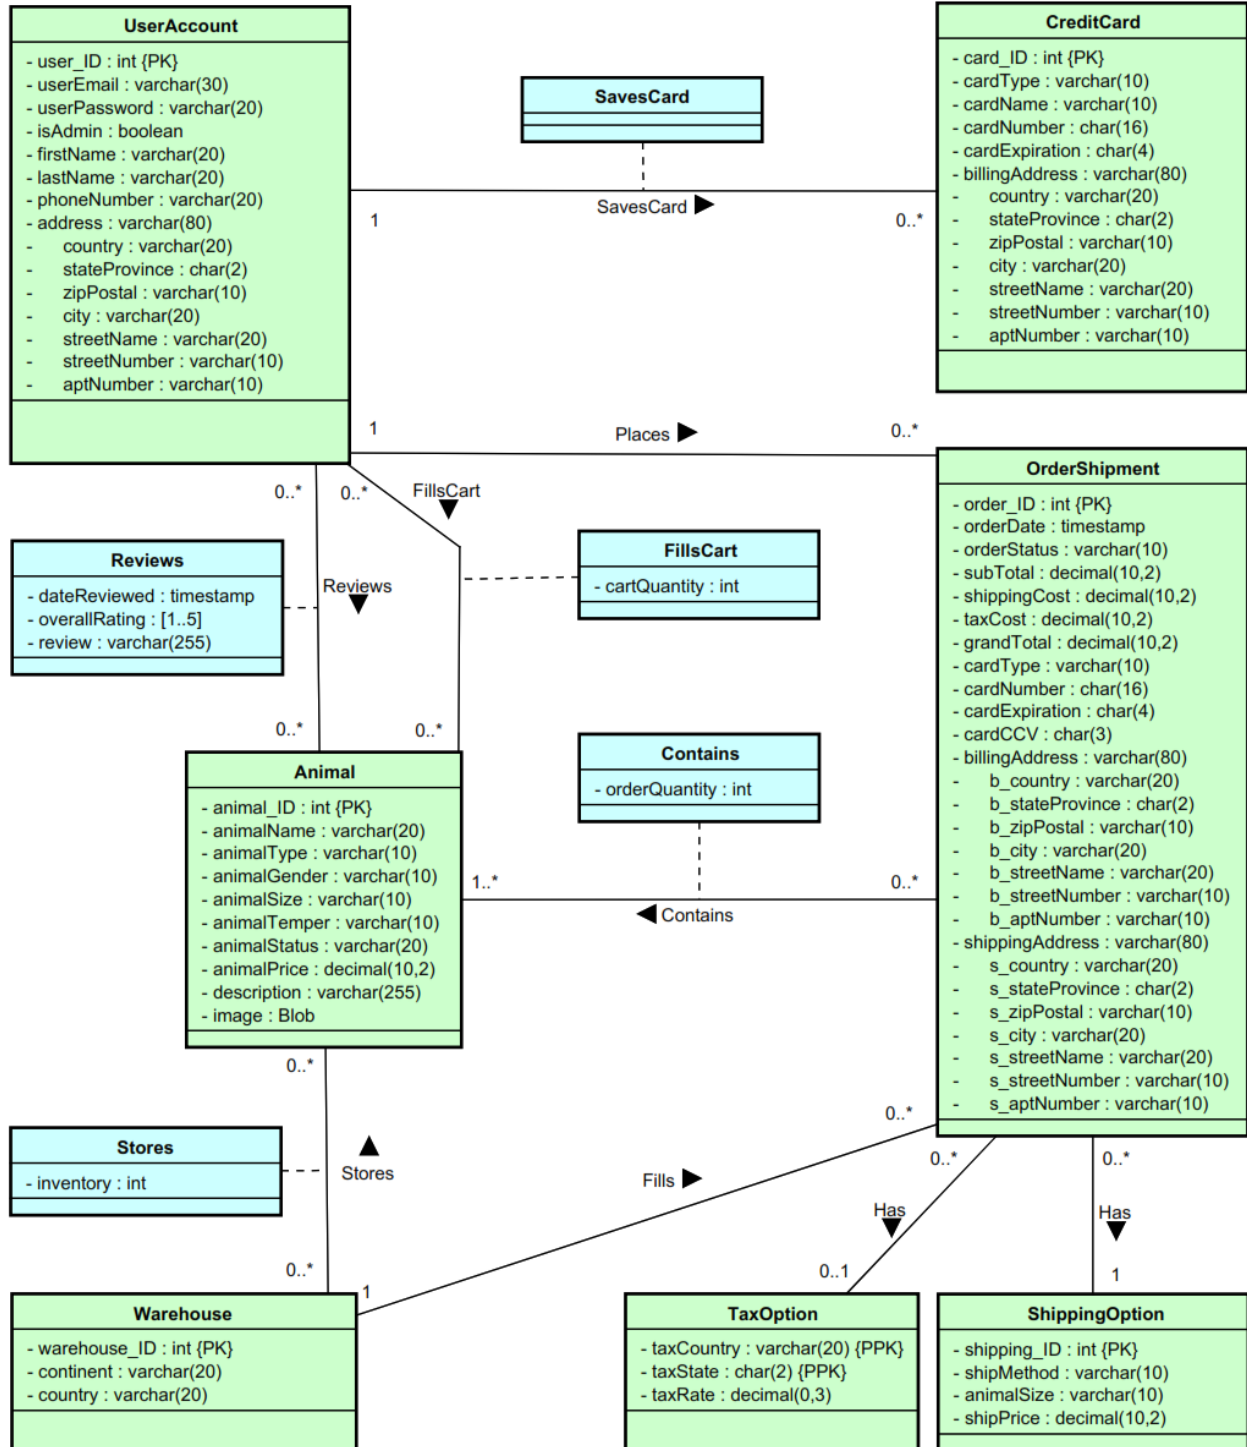 UserAccount
- user_ID : int {PK}
- userEmail : varchar(30)
- userPassword : varchar(20)
- isAdmin : boolean
- firstName : varchar(20)
- lastName : varchar(20)
- phoneNumber : varchar(20)
- address : varchar(80)
- country : varchar(20)
- stateProvince : char(2)
- zipPostal : varchar(10)
- city : varchar(20)
- streetName : varchar(20)
- streetNumber : varchar(10)
- aptNumber : varchar(10)
SavesCard
1
SavesCard ▶
0..*
CreditCard
- card_ID : int {PK}
- cardType : varchar(10)
- cardName : varchar(10)
- cardNumber : char(16)
- cardExpiration : char(4)
- billingAddress : varchar(80)
- country : varchar(20)
- stateProvince : char(2)
- zipPostal : varchar(10)
- city : varchar(20)
- streetName : varchar(20)
- streetNumber : varchar(10)
- aptNumber : varchar(10)
1
Places ▶
0..*
0..*
0..*
FillsCart
▼
Reviews
- dateReviewed : timestamp
- overallRating : [1..5]
- review : varchar(255)
Reviews
▼
FillsCart
- cartQuantity : int
0..*
0..*
Contains
- orderQuantity : int
1..*
◀ Contains
0..*
OrderShipment
- order_ID : int {PK}
- orderDate : timestamp
- orderStatus : varchar(10)
- subTotal : decimal(10,2)
- shippingCost : decimal(10,2)
- taxCost : decimal(10,2)
- grandTotal : decimal(10,2)
- cardType : varchar(10)
- cardNumber : char(16)
- cardExpiration : char(4)
- cardCCV : char(3)
- billingAddress : varchar(80)
- b_country : varchar(20)
- b_stateProvince : char(2)
- b_zipPostal : varchar(10)
- b_city : varchar(20)
- b_streetName : varchar(20)
- b_streetNumber : varchar(10)
- b_aptNumber : varchar(10)
- shippingAddress : varchar(80)
- s_country : varchar(20)
- s_stateProvince : char(2)
- s_zipPostal : varchar(10)
- s_city : varchar(20)
- s_streetName : varchar(20)
- s_streetNumber : varchar(10)
- s_aptNumber : varchar(10)
Animal
- animal_ID : int {PK}
- animalName : varchar(20)
- animalType : varchar(10)
- animalGender : varchar(10)
- animalSize : varchar(10)
- animalTemper : varchar(10)
- animalStatus : varchar(20)
- animalPrice : decimal(10,2)
- description : varchar(255)
- image : Blob
0..*
Stores
- inventory : int
▲
Stores
0..*
1
Fills ▶
0..*
0..*
Has
▼
0..1
0..*
Has
▼
1
Warehouse
- warehouse_ID : int {PK}
- continent : varchar(20)
- country : varchar(20)
TaxOption
- taxCountry : varchar(20) {PPK}
- taxState : char(2) {PPK}
- taxRate : decimal(0,3)
ShippingOption
- shipping_ID : int {PK}
- shipMethod : varchar(10)
- animalSize : varchar(10)
- shipPrice : decimal(10,2)